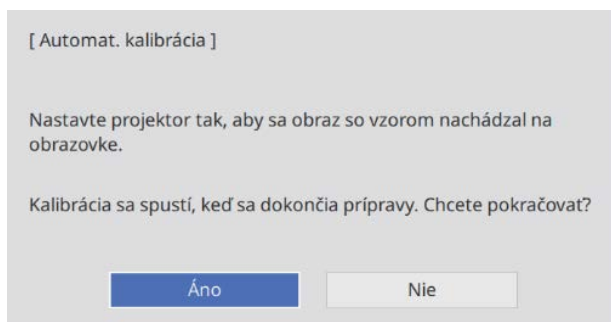 [ Automat. kalibrácia ]
Nastavte projektor tak, aby sa obraz so vzorom nachádzal na
obrazovke.
Kalibrácia sa spustí, keď sa dokončia prípravy. Chcete pokračovať?
Áno
Nie